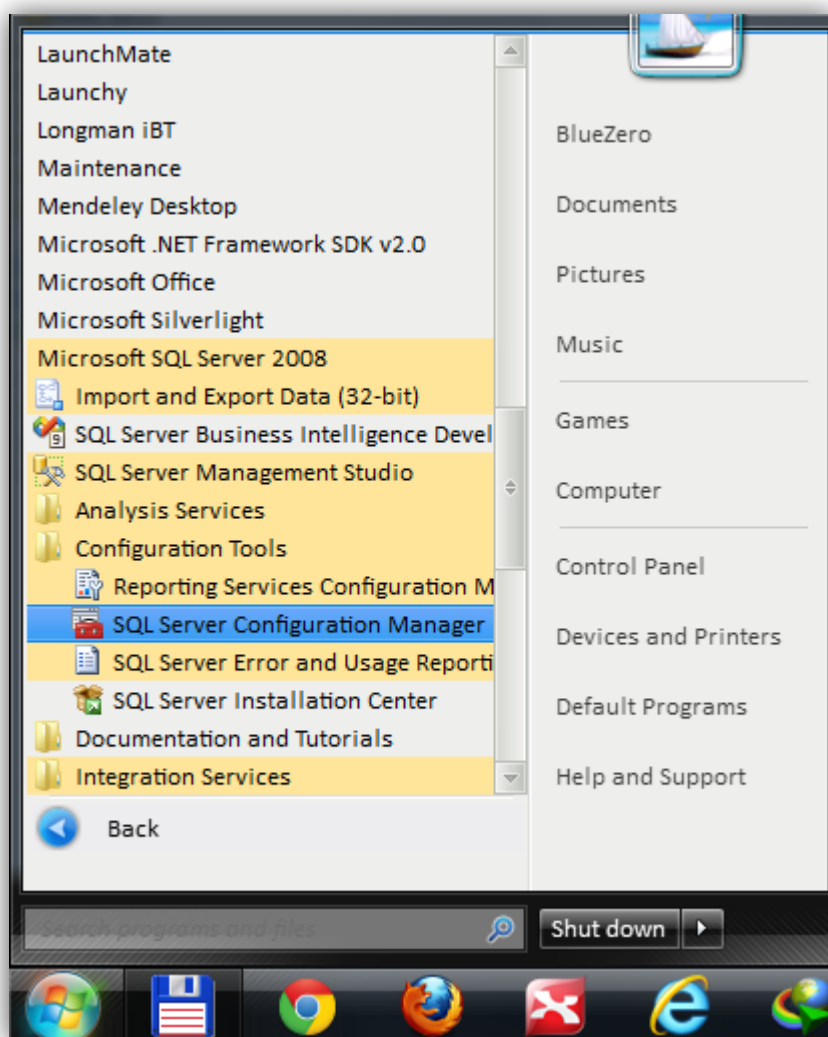 LaunchMate
Launchy
Longman iBT
Maintenance
Mendeley Desktop
Microsoft .NET Framework SDK v2.0
Microsoft Office
Microsoft Silverlight
Microsoft SQL Server 2008
Import and Export Data (32-bit)
SQL Server Business Intelligence Devel
SQL Server Management Studio
Analysis Services
Configuration Tools
Reporting Services Configuration M
SQL Server Configuration Manager
SQL Server Error and Usage Reporti
SQL Server Installation Center
Documentation and Tutorials
Integration Services
Back
Search programs and files
BlueZero
Documents
Pictures
Music
Games
Computer
Control Panel
Devices and Printers
Default Programs
Help and Support
Shut down